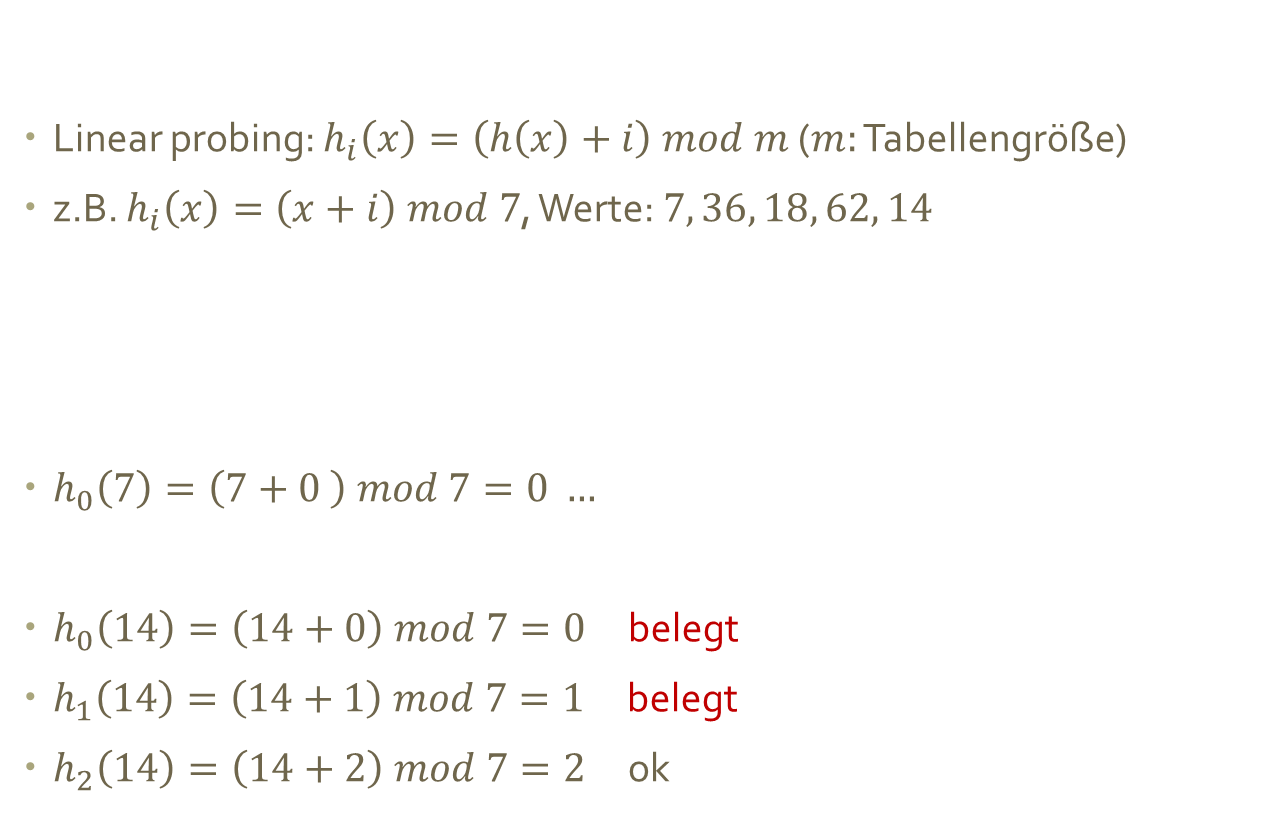 • Linear probing: hᵢ(x) = (h(x) + i) mod m (m: Tabellengröße)
• z.B. hᵢ(x) = (x + i) mod 7, Werte: 7, 36, 18, 62, 14
• h₀(7) = (7 + 0 ) mod 7 = 0 ...
• h₀(14) = (14 + 0) mod 7 = 0 belegt
• h₁(14) = (14 + 1) mod 7 = 1 belegt
• h₂(14) = (14 + 2) mod 7 = 2 ok